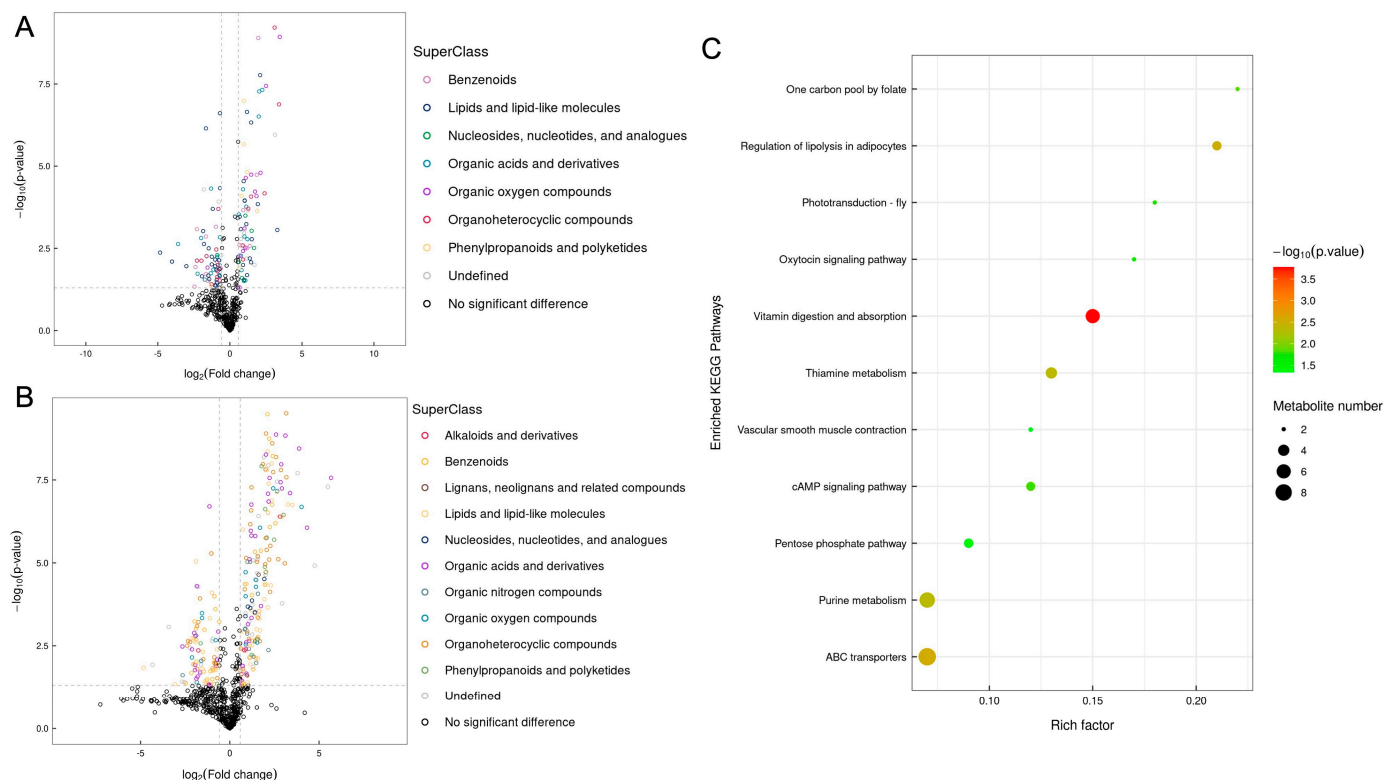 A
7.5
5.0
2.5
0.0
−log10(p-value)
-10
-5
0
5
10
log2(Fold change)
SuperClass
Benzenoids
Lipids and lipid-like molecules
Nucleosides, nucleotides, and analogues
Organic acids and derivatives
Organic oxygen compounds
Organoheterocyclic compounds
Phenylpropanoids and polyketides
Undefined
No significant difference
B
7.5
5.0
2.5
0.0
−log10(p-value)
-5
0
5
log2(Fold change)
SuperClass
Alkaloids and derivatives
Benzenoids
Lignans, neolignans and related compounds
Lipids and lipid-like molecules
Nucleosides, nucleotides, and analogues
Organic acids and derivatives
Organic nitrogen compounds
Organic oxygen compounds
Organoheterocyclic compounds
Phenylpropanoids and polyketides
Undefined
No significant difference
C
Enriched KEGG Pathways
One carbon pool by folate
Regulation of lipolysis in adipocytes
Phototransduction - fly
Oxytocin signaling pathway
Vitamin digestion and absorption
Thiamine metabolism
Vascular smooth muscle contraction
cAMP signaling pathway
Pentose phosphate pathway
Purine metabolism
ABC transporters
0.10
0.15
0.20
Rich factor
−log10(p.value)
3.5
3.0
2.5
2.0
1.5
Metabolite number
2
4
6
8